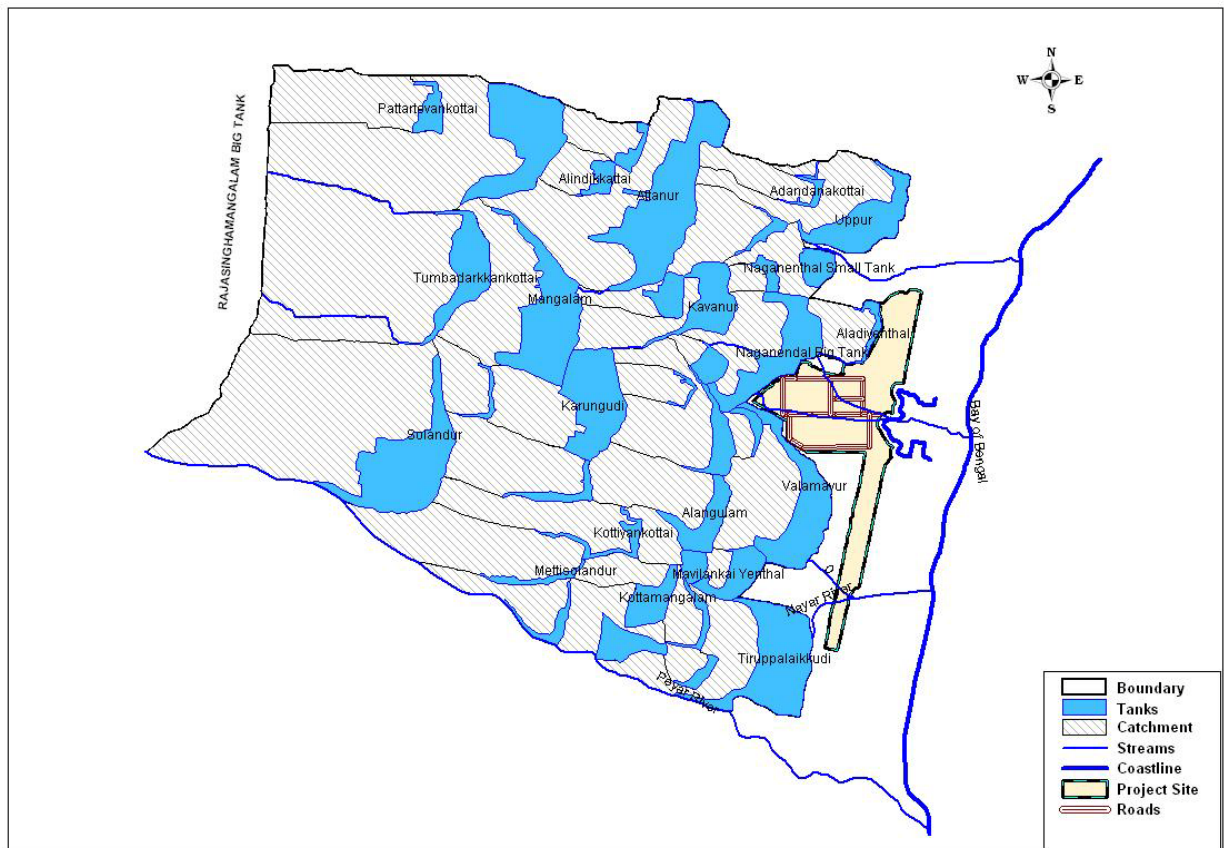 N
W E
S
RAJASINGHAMANGALAM BIG TANK
Pattartevankottai
Alindikkattai
Attanur
Adandanakottai
Uppur
Tumbadarkkankottai
Mangalam
Naganenthal Small Tank
Kavanur
Aladiyenthal
Naganendal Big Tank
Karungudi
Solandur
Bay of Bengal
Valamavur
Alangulam
Kottiyankottai
Mettisolandur
Mavilankai Yenthal
Kottamangalam
Nayar River
Tiruppalaikkudi
Payar River
Boundary
Tanks
Catchment
Streams
Coastline
Project Site
Roads